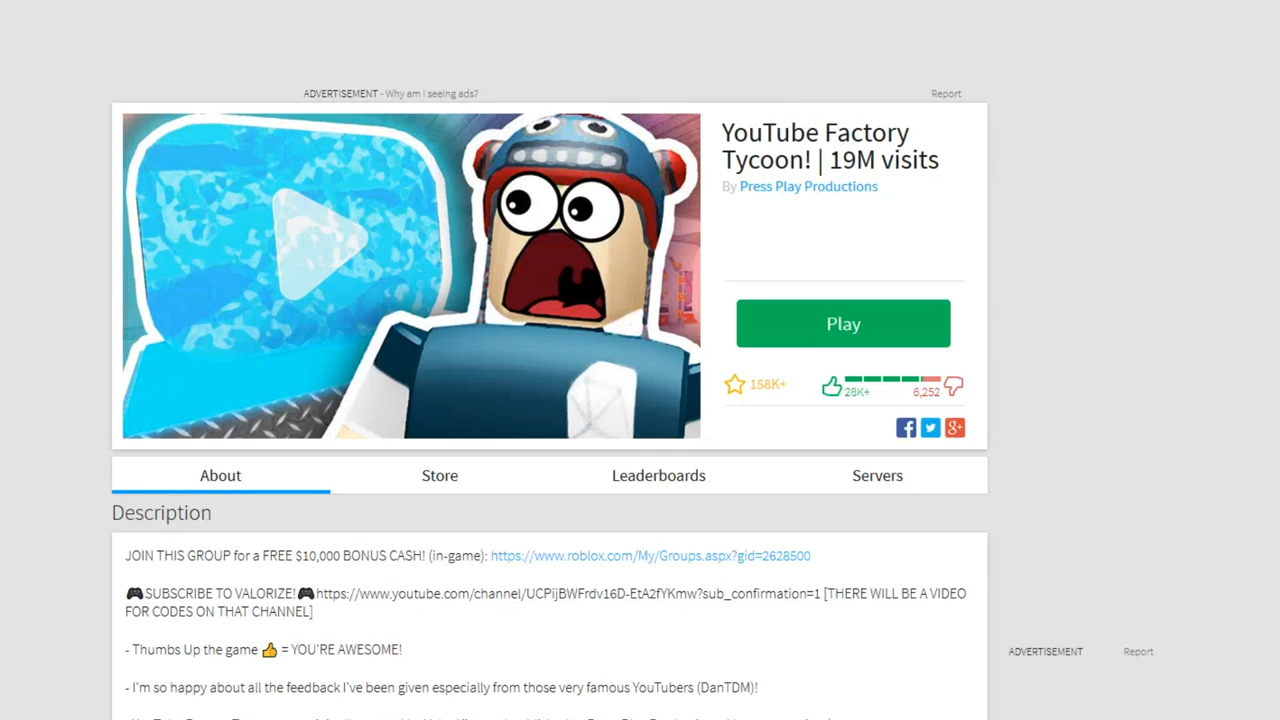 ADVERTISEMENT - Why am I seeing ads?
Report
YouTube Factory
Tycoon! | 19M visits
By Press Play Productions
Play
158K+
28K+
6,252
About
Store
Leaderboards
Servers
Description
JOIN THIS GROUP for a FREE $10,000 BONUS CASH! (in-game): https://www.roblox.com/My/Groups.aspx?gid=2628500
🎮SUBSCRIBE TO VALORIZE!🎮https://www.youtube.com/channel/UCPijBWFrdv16D-EtA2fYKmw?sub_confirmation=1 [THERE WILL BE A VIDEO
FOR CODES ON THAT CHANNEL]
- Thumbs Up the game 👍 = YOU'RE AWESOME!
ADVERTISEMENT
Report
- I'm so happy about all the feedback I've been given especially from those very famous YouTubers (DanTDM)!